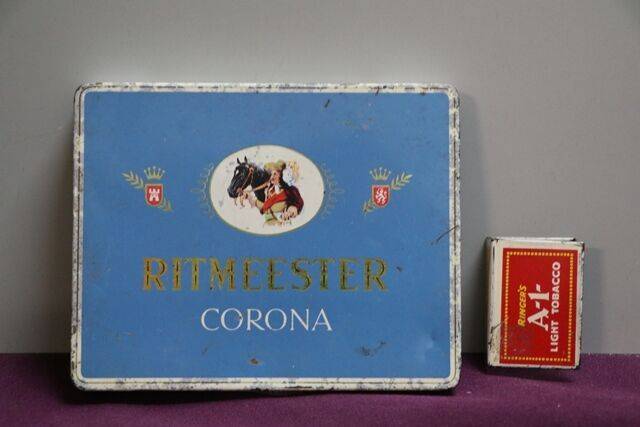 RITMEESTER
CORONA
RINGER'S
A-1-
LIGHT TOBACCO